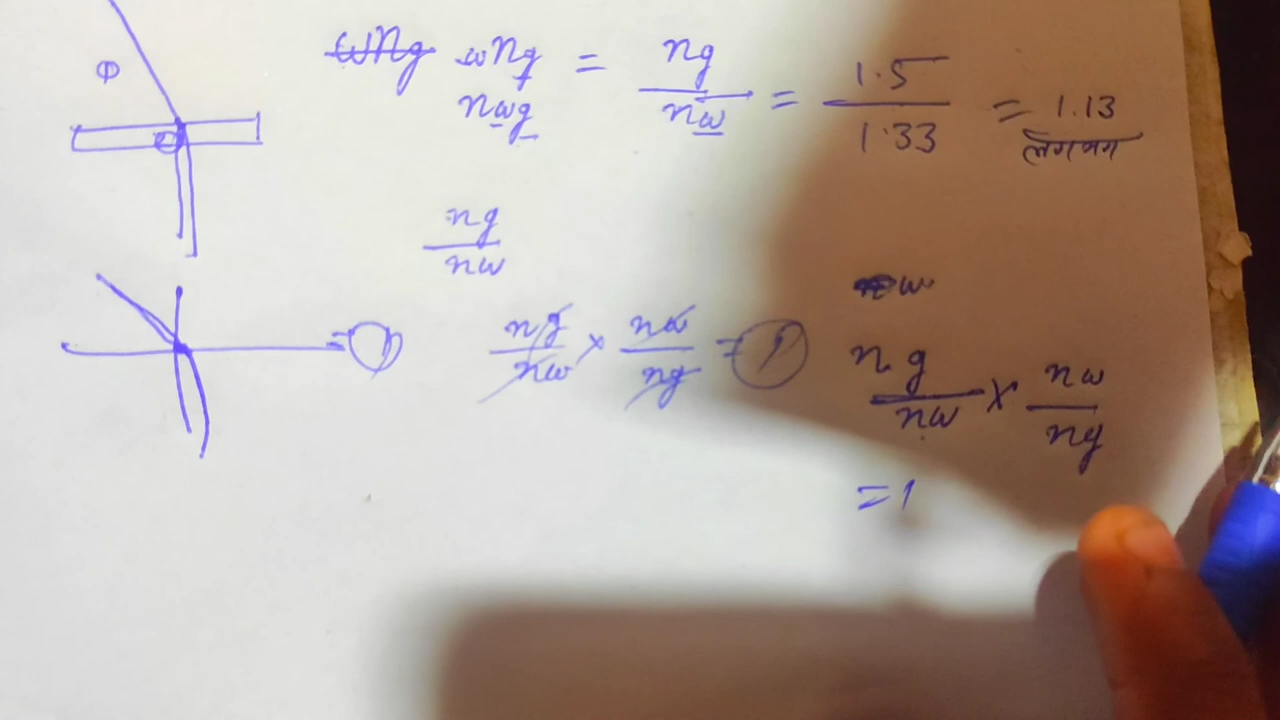 Φ
wng wng = ng / nw = 1.5 / 1.33 = 1.13
nwg
लगभग
ng / nw
ng / nw × nw / ng = 1
w
ng / nw × nw / ng
= 1